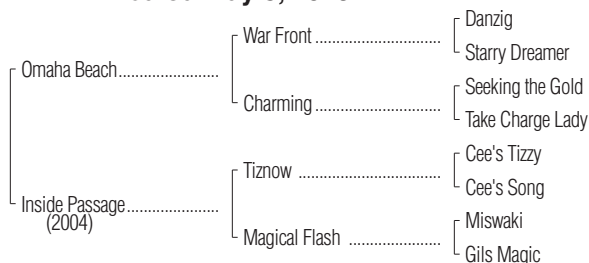 War Front
Danzig
Starry Dreamer
Omaha Beach
Charming
Seeking the Gold
Take Charge Lady
Inside Passage
(2004)
Tiznow
Cee's Tizzy
Cee's Song
Magical Flash
Miswaki
Gils Magic